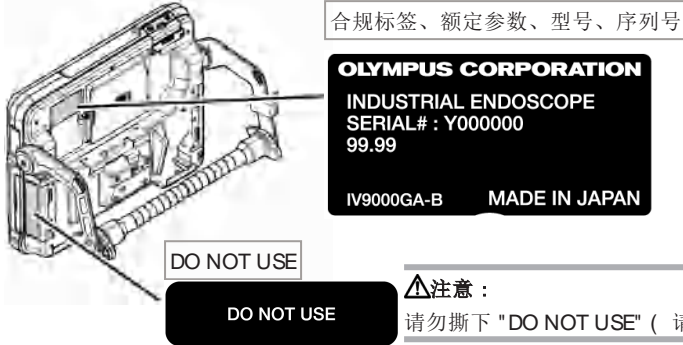 合规标签、额定参数、型号、序列号
OLYMPUS CORPORATION
INDUSTRIAL ENDOSCOPE
SERIAL# : Y000000
99.99
IV9000GA-B MADE IN JAPAN
DO NOT USE
DO NOT USE
⚠注意：
请勿撕下 "DO NOT USE" ( 请